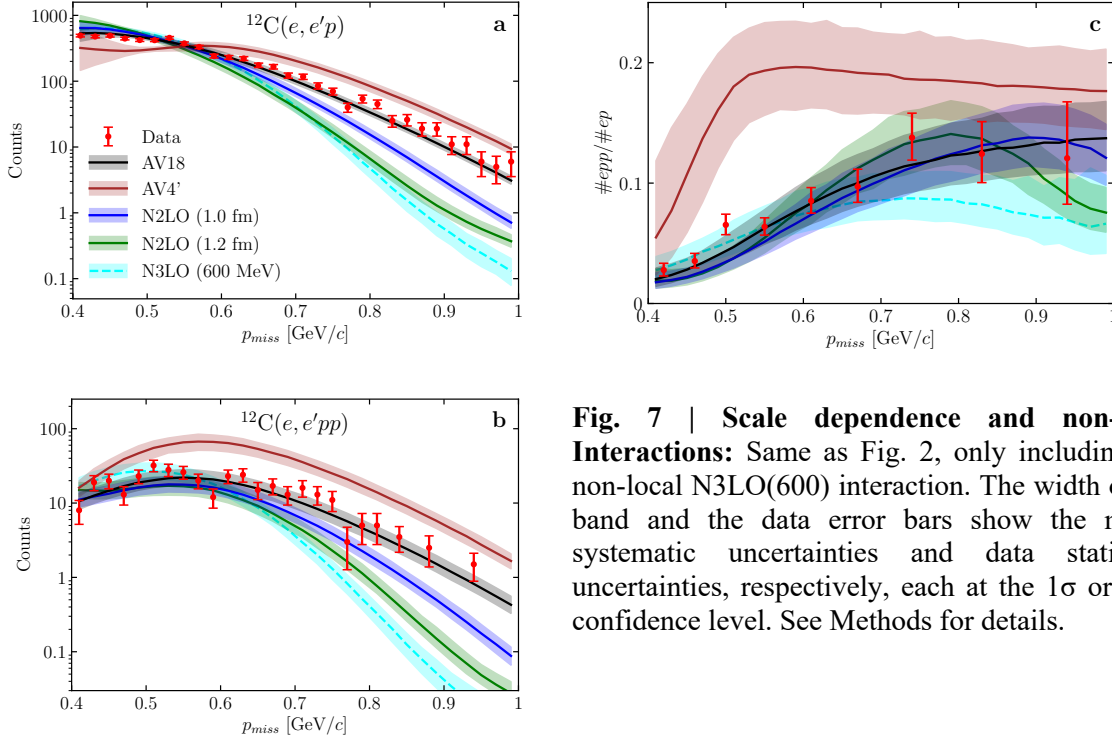 ¹²C(e, e′p)
a
1000
100
10
1
0.1
Counts
Data
AV18
AV4'
N2LO (1.0 fm)
N2LO (1.2 fm)
N3LO (600 MeV)
0.4 0.5 0.6 0.7 0.8 0.9 1
p_miss [GeV/c]
c
0.2
0.1
0
#epp/#ep
0.4 0.5 0.6 0.7 0.8 0.9 1
p_miss [GeV/c]
¹²C(e, e′pp)
b
100
10
1
0.1
Counts
0.4 0.5 0.6 0.7 0.8 0.9 1
p_miss [GeV/c]
Fig. 7 | Scale dependence and non-
Interactions: Same as Fig. 2, only includin
non-local N3LO(600) interaction. The width o
band and the data error bars show the
systematic uncertainties and data stati
uncertainties, respectively, each at the 1σ or
confidence level. See Methods for details.